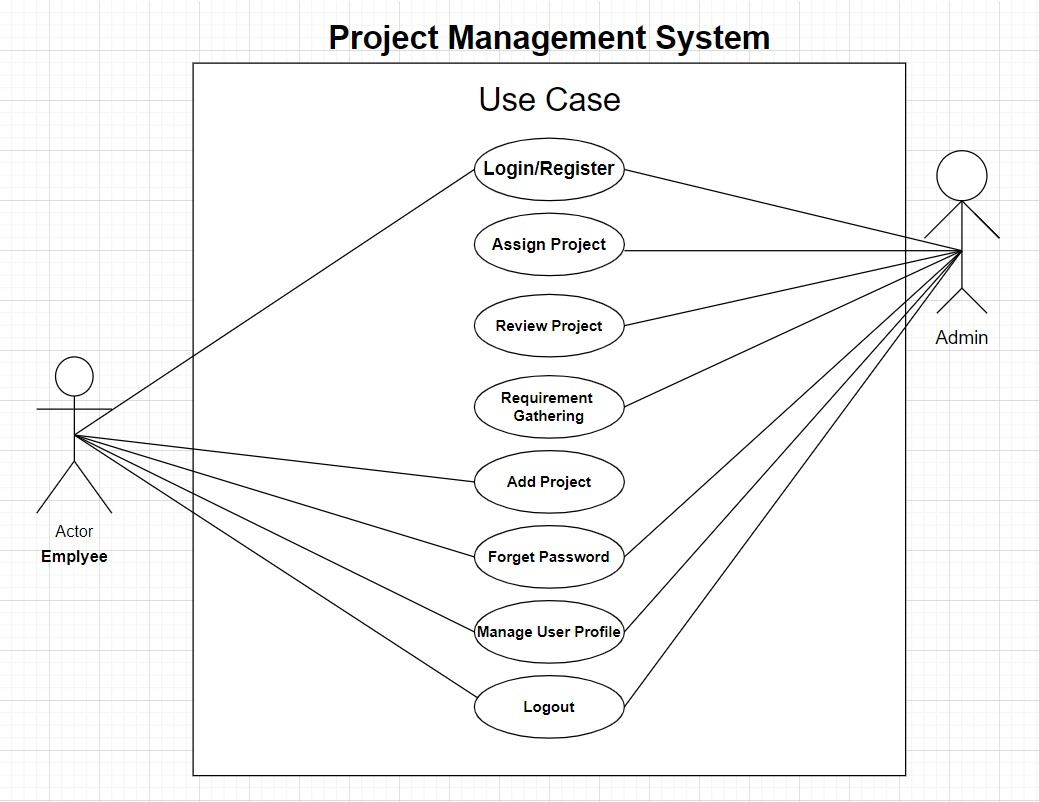 Project Management System
Use Case
Login/Register
Assign Project
Review Project
Requirement
Gathering
Add Project
Forget Password
Manage User Profile
Logout
Actor
Emplyee
Admin